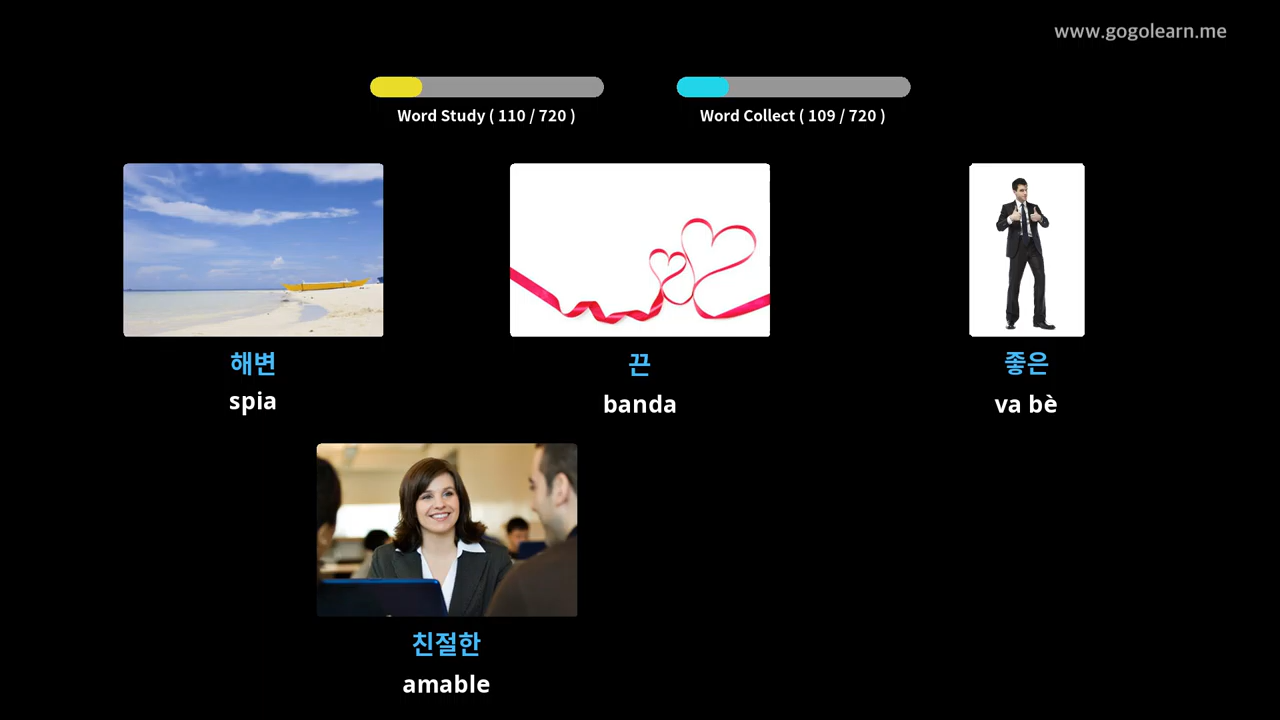 www.gogolearn.me
Word Study ( 110 / 720 )
Word Collect ( 109 / 720 )
해변
spia
끈
banda
좋은
va bè
친절한
amable